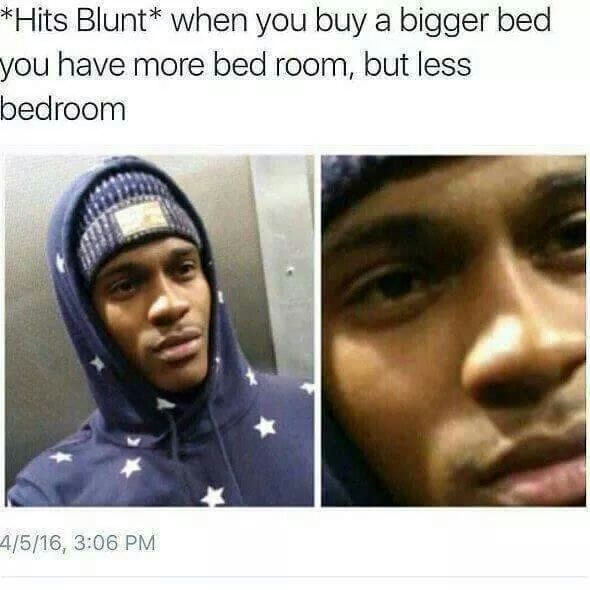 *Hits Blunt* when you buy a bigger bed
you have more bed room, but less
bedroom
4/5/16, 3:06 PM